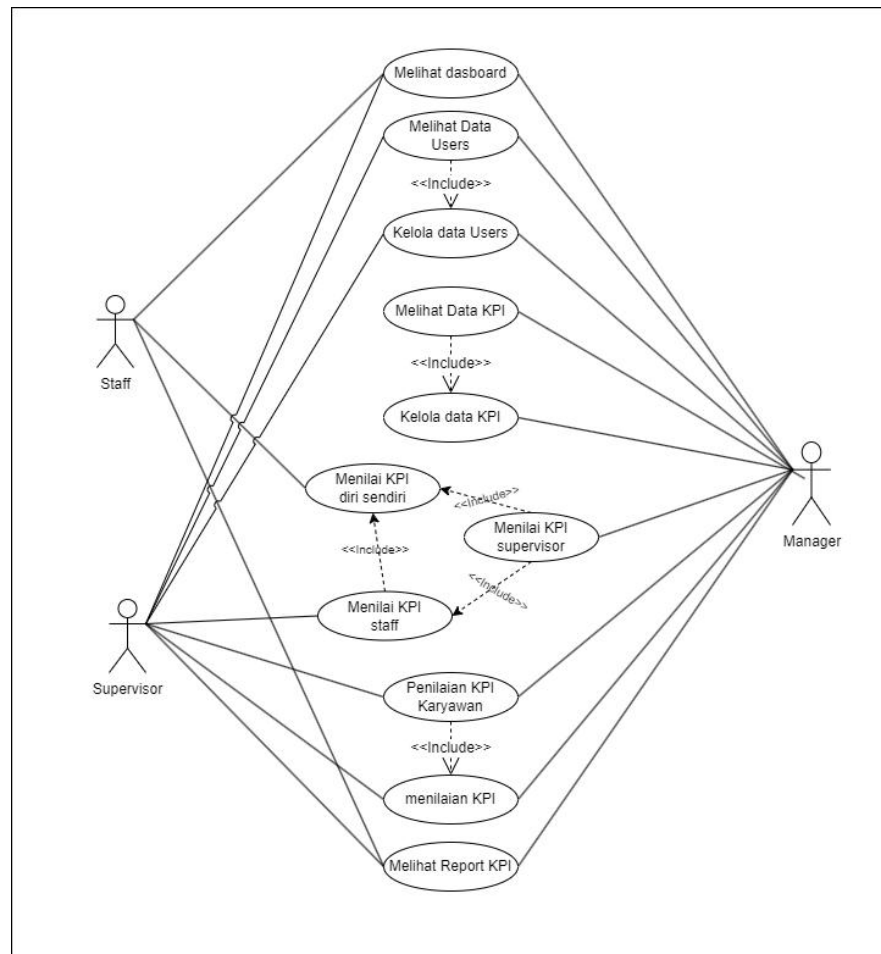 Melihat dasboard
Melihat Data
Users
<<Include>>
Kelola data Users
Melihat Data KPI
<<Include>>
Kelola data KPI
Staff
Menilai KPI
diri sendiri
<<Include>>
Menilai KPI
supervisor
Manager
<<Include>>
<<Include>>
Menilai KPI
staff
Supervisor
Penilaian KPI
Karyawan
<<Include>>
menilaian KPI
Melihat Report KPI